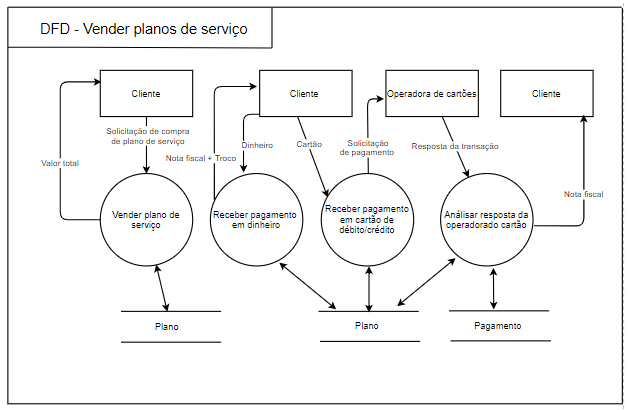 DFD - Vender planos de serviço
Cliente
Cliente
Operadora de cartões
Cliente
Solicitação de compra
de plano de serviço
Dinheiro
Cartão
Solicitação
de pagamento
Resposta da transação
Valor total
Nota fiscal + Troco
Nota fiscal
Vender plano de
serviço
Receber pagamento
em dinheiro
Receber pagamento
em cartão de
débito/crédito
Análisar resposta da
operadorado cartão
Plano
Plano
Pagamento